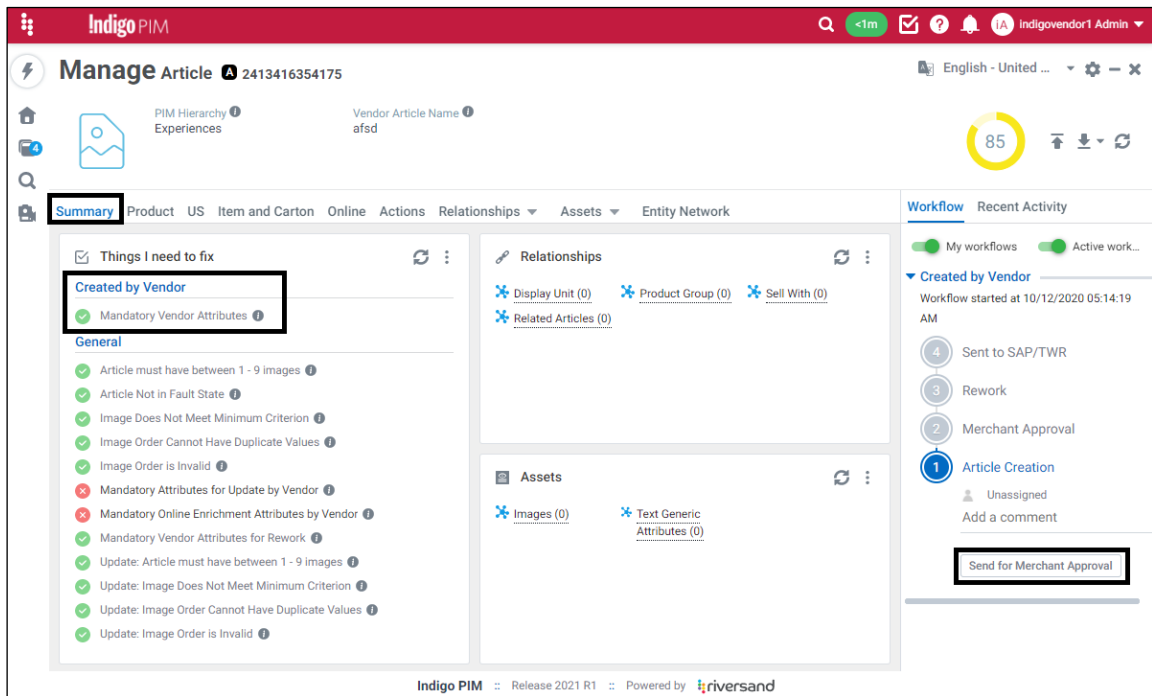 Indigo PIM
<1m
indigovendor1 Admin
Manage Article A 2413416354175
English - United ...
PIM Hierarchy
Experiences
Vendor Article Name
afsd
85
4
Summary Product US Item and Carton Online Actions Relationships Assets Entity Network
Things I need to fix
Created by Vendor
Mandatory Vendor Attributes
General
Article must have between 1 - 9 images
Article Not in Fault State
Image Does Not Meet Minimum Criterion
Image Order Cannot Have Duplicate Values
Image Order is Invalid
Mandatory Attributes for Update by Vendor
Mandatory Online Enrichment Attributes by Vendor
Mandatory Vendor Attributes for Rework
Update: Article must have between 1 - 9 images
Update: Image Does Not Meet Minimum Criterion
Update: Image Order Cannot Have Duplicate Values
Update: Image Order is Invalid
Relationships
Display Unit (0) Product Group (0) Sell With (0)
Related Articles (0)
Assets
Images (0) Text Generic
Attributes (0)
Workflow Recent Activity
My workflows Active work...
Created by Vendor
Workflow started at 10/12/2020 05:14:19
AM
4 Sent to SAP/TWR
3 Rework
2 Merchant Approval
1 Article Creation
Unassigned
Add a comment
Send for Merchant Approval
Indigo PIM :: Release 2021 R1 :: Powered by riversand